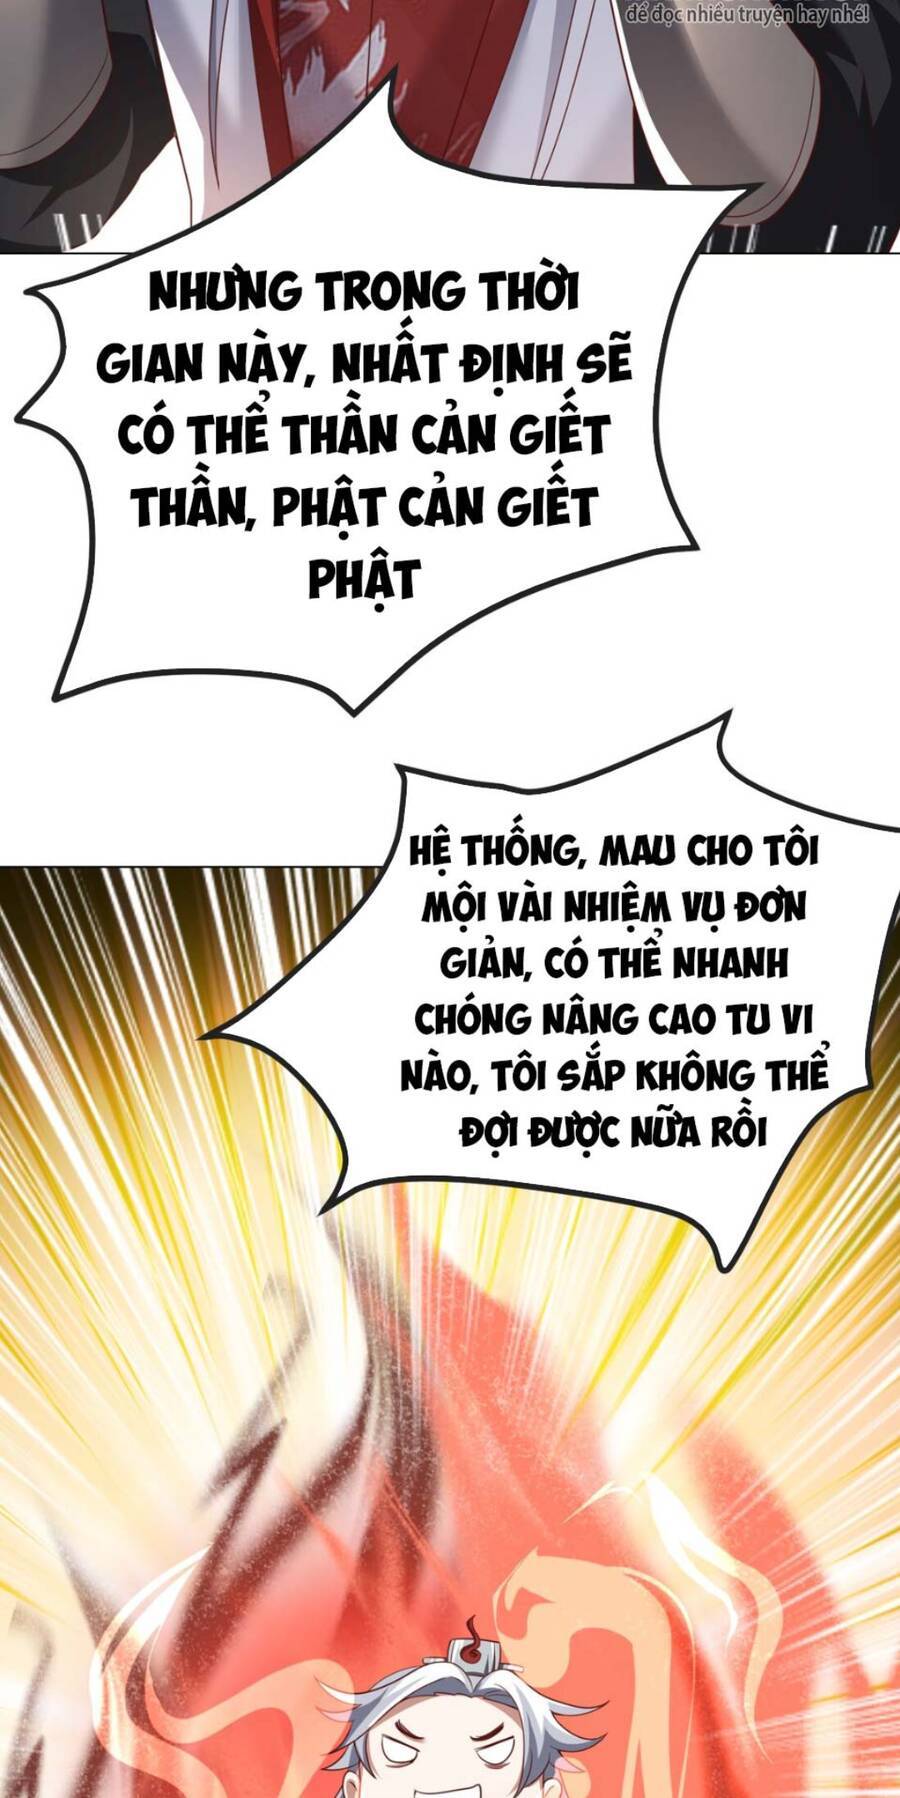 để đọc nhiều truyện hay nhé!
NHƯNG TRONG THỜI
GIAN NÀY, NHẤT ĐỊNH SẼ
CÓ THỂ THẦN CẢN GIẾT
THẦN, PHẬT CẢN GIẾT
PHẬT
HỆ THỐNG, MAU CHO TÔI
MỘI VÀI NHIỆM VỤ ĐƠN
GIẢN, CÓ THỂ NHANH
CHÓNG NÂNG CAO TU VI
NÀO, TÔI SẮP KHÔNG THỂ
ĐỢI ĐƯỢC NỮA RỒI